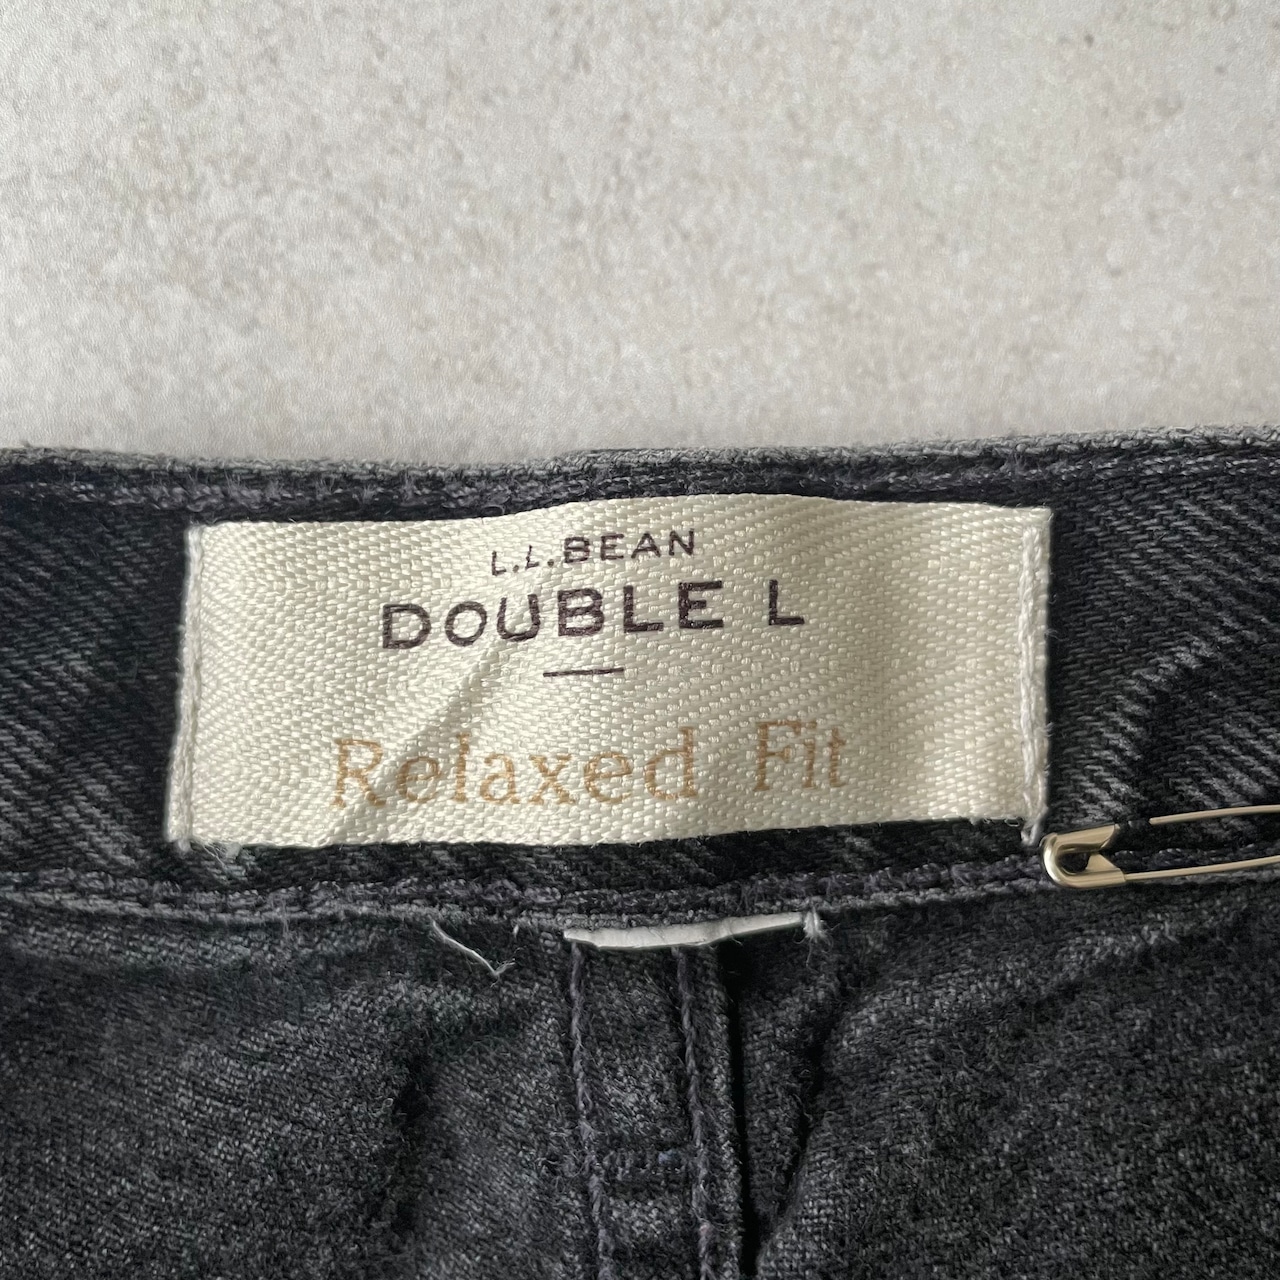 L.L.BEAN
DOUBLE L
Relaxed Fit